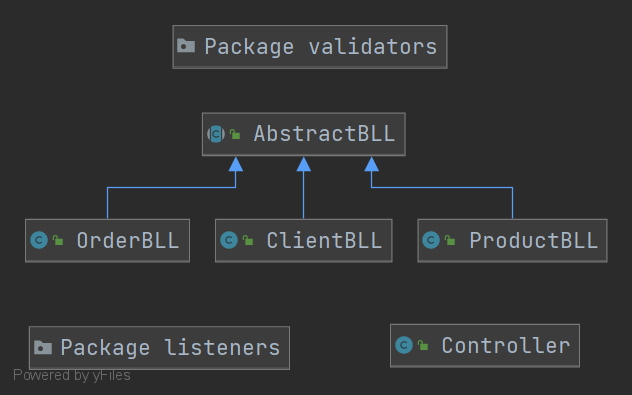 Package validators
AbstractBLL
OrderBLL
ClientBLL
ProductBLL
Package listeners
Controller
Powered by yFiles